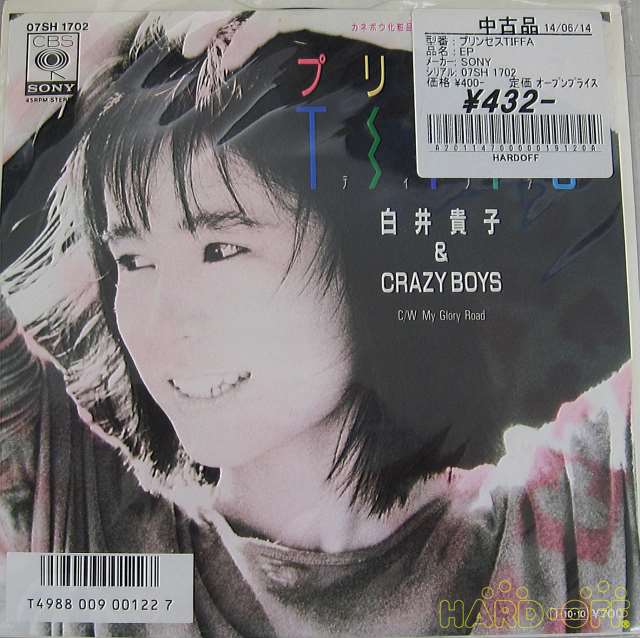 07SH 1702
CBS
SONY
45RPM STEREO
カネボウ化粧品
中古品 14/06/14
型番：プリンセスTIFFA
品名：EP
メーカー：SONY
シリアル：07SH 1702
価格 ¥400- 定価 オープンプライス
¥432-
A2011470000019120A
HARDOFF
プリ
T
ティ
白井貴子
&
CRAZY BOYS
C/W My Glory Road
T4988 009 00122 7
¥700
HARD・OFF